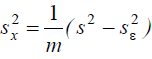 s_x^2 = \frac{1}{m}(s^2 - s_ε^2)